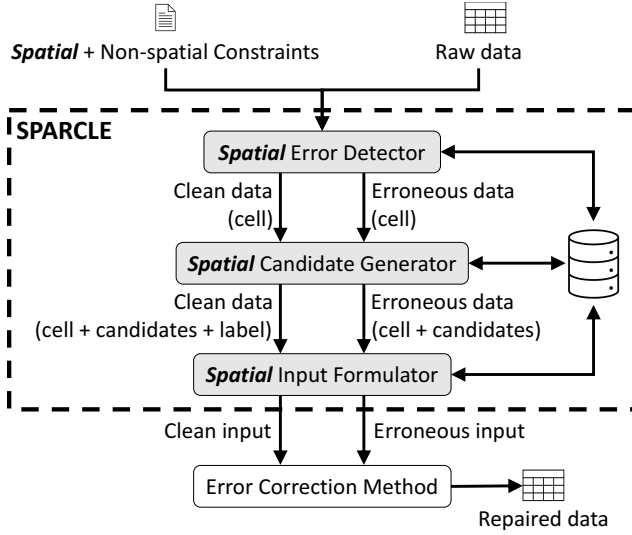 Spatial + Non-spatial Constraints
Raw data
SPARCLE
Spatial Error Detector
Clean data
(cell)
Erroneous data
(cell)
Spatial Candidate Generator
Clean data
(cell + candidates + label)
Erroneous data
(cell + candidates)
Spatial Input Formulator
Clean input
Erroneous input
Error Correction Method
Repaired data